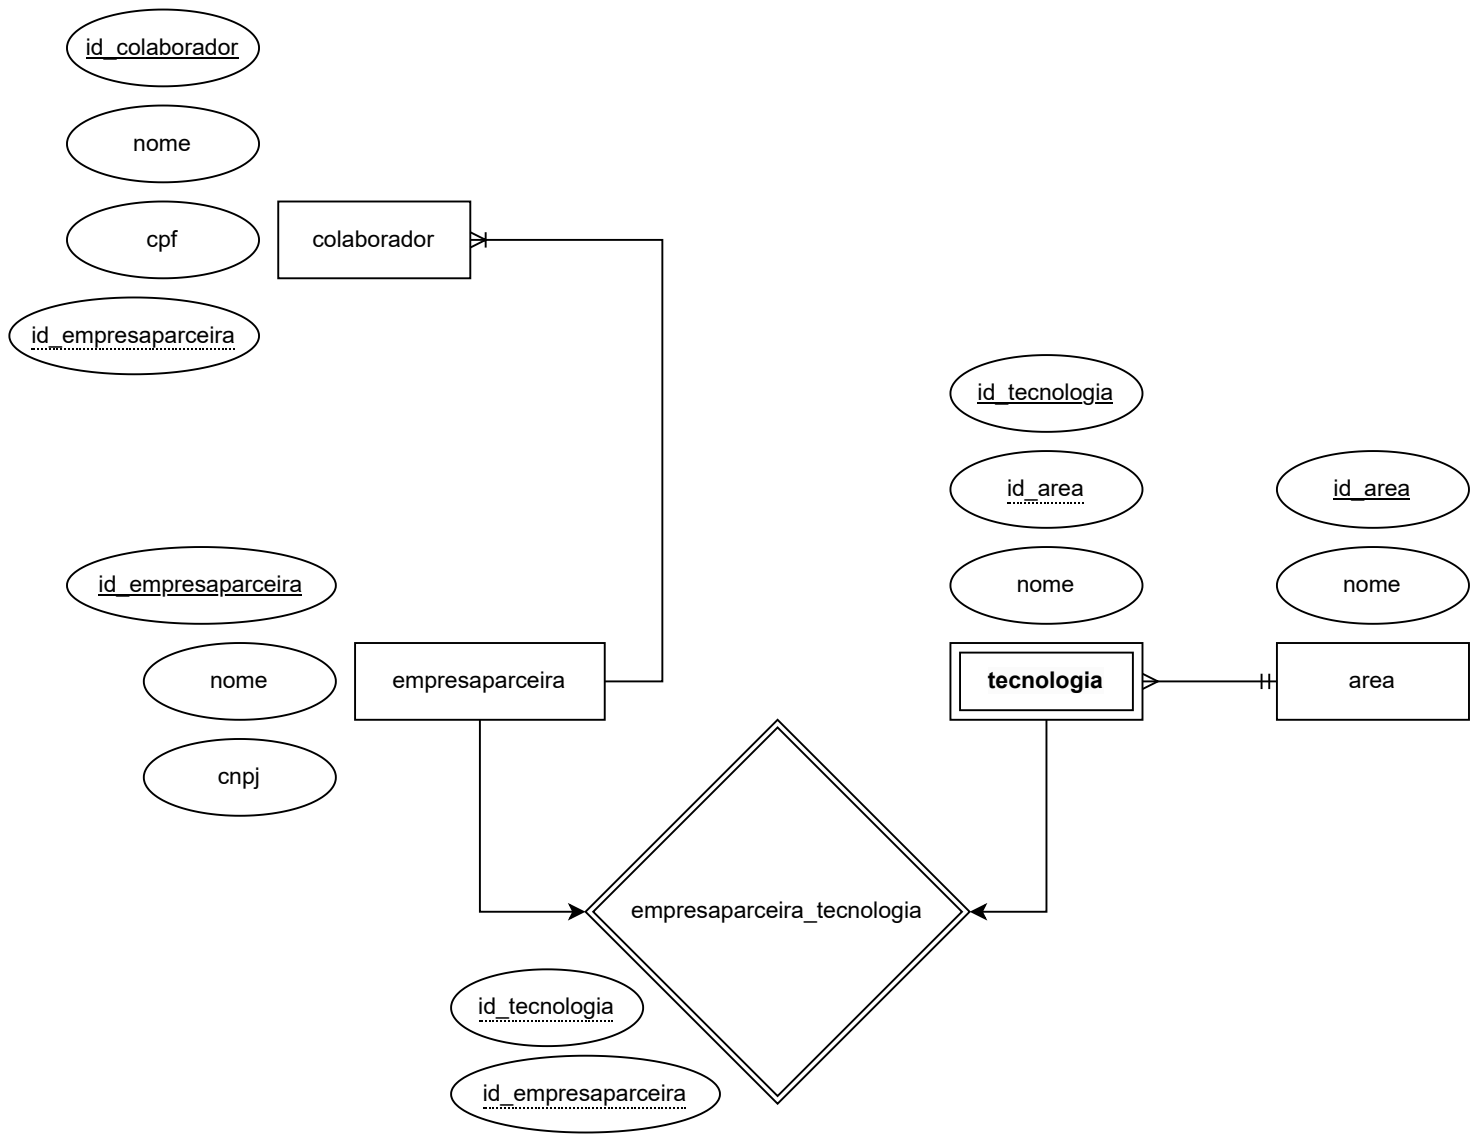 id_colaborador
nome
cpf
colaborador
id_empresaparceira
id_tecnologia
id_area
id_area
id_empresaparceira
nome
nome
nome
empresaparceira
tecnologia
area
cnpj
empresaparceira_tecnologia
id_tecnologia
id_empresaparceira